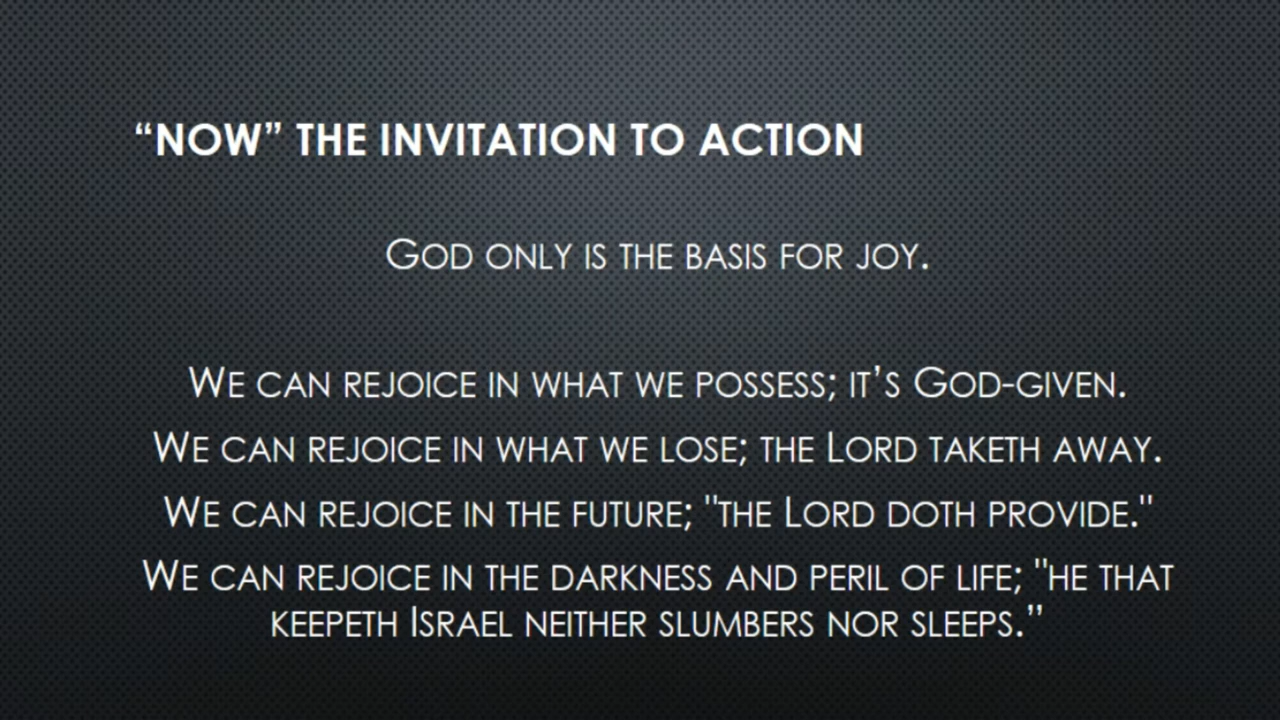 “NOW” THE INVITATION TO ACTION
God only is the basis for joy.
We can rejoice in what we possess; it’s God-given.
We can rejoice in what we lose; the Lord taketh away.
We can rejoice in the future; "the Lord doth provide."
We can rejoice in the darkness and peril of life; "he that
keepeth Israel neither slumbers nor sleeps.”